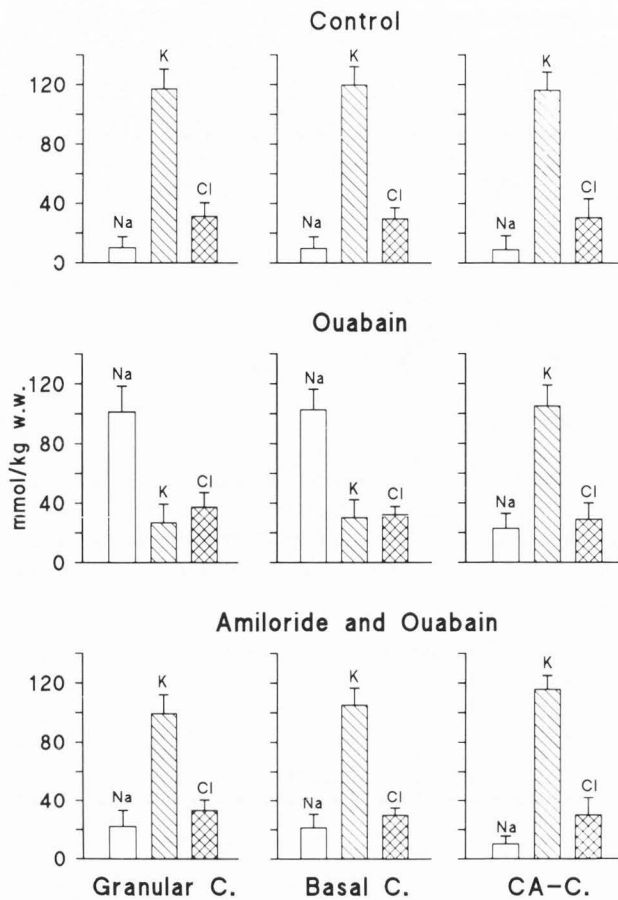 Control
K K K
120
80
Cl Cl Cl
40
Na Na Na
0
Ouabain
Na Na K
120
80
K Cl K Cl Na Cl
40
0
mmol/kg w.w.
Amiloride and Ouabain
K K K
120
80
Na Cl Na Cl Na Cl
40
0
Granular C. Basal C. CA-C.